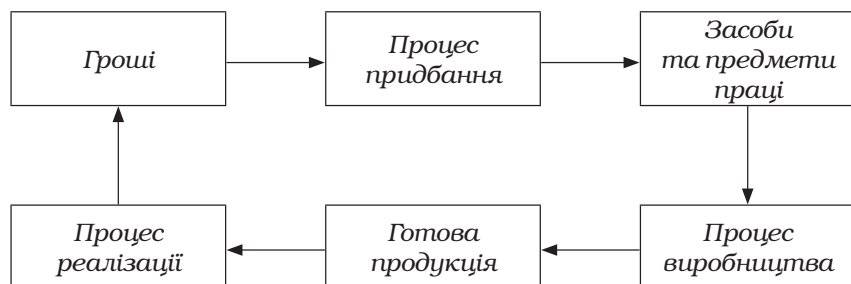 Гроші
Процес
придбання
Засоби
та предмети
праці
Процес
реалізації
Готова
продукція
Процес
виробництва